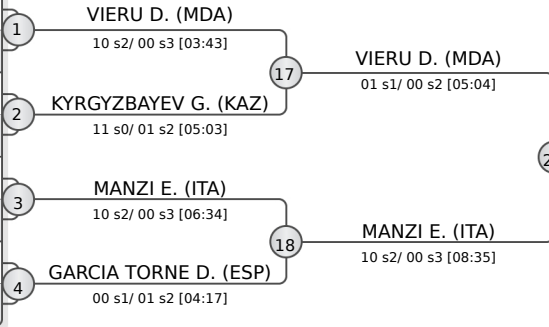 VIERU D. (MDA)
1
10 s2/ 00 s3 [03:43]
VIERU D. (MDA)
17
01 s1/ 00 s2 [05:04]
KYRGYZBAYEV G. (KAZ)
2
11 s0/ 01 s2 [05:03]
MANZI E. (ITA)
3
10 s2/ 00 s3 [06:34]
MANZI E. (ITA)
18
10 s2/ 00 s3 [08:35]
GARCIA TORNE D. (ESP)
4
00 s1/ 01 s2 [04:17]